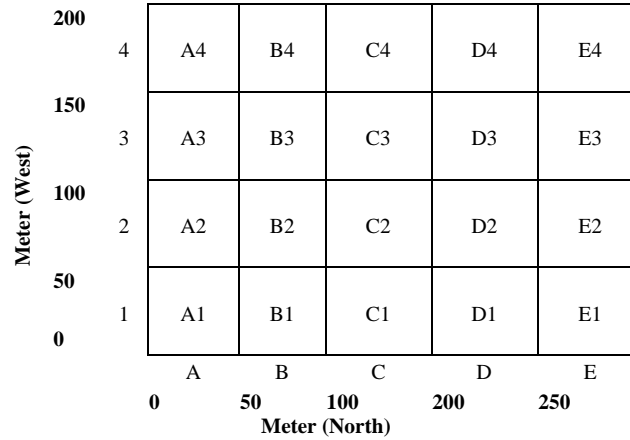 200
4 A4 B4 C4 D4 E4
150
3 A3 B3 C3 D3 E3
100
2 A2 B2 C2 D2 E2
50
1 A1 B1 C1 D1 E1
0
A B C D E
0 50 100 200 250
Meter (North)
Meter (West)